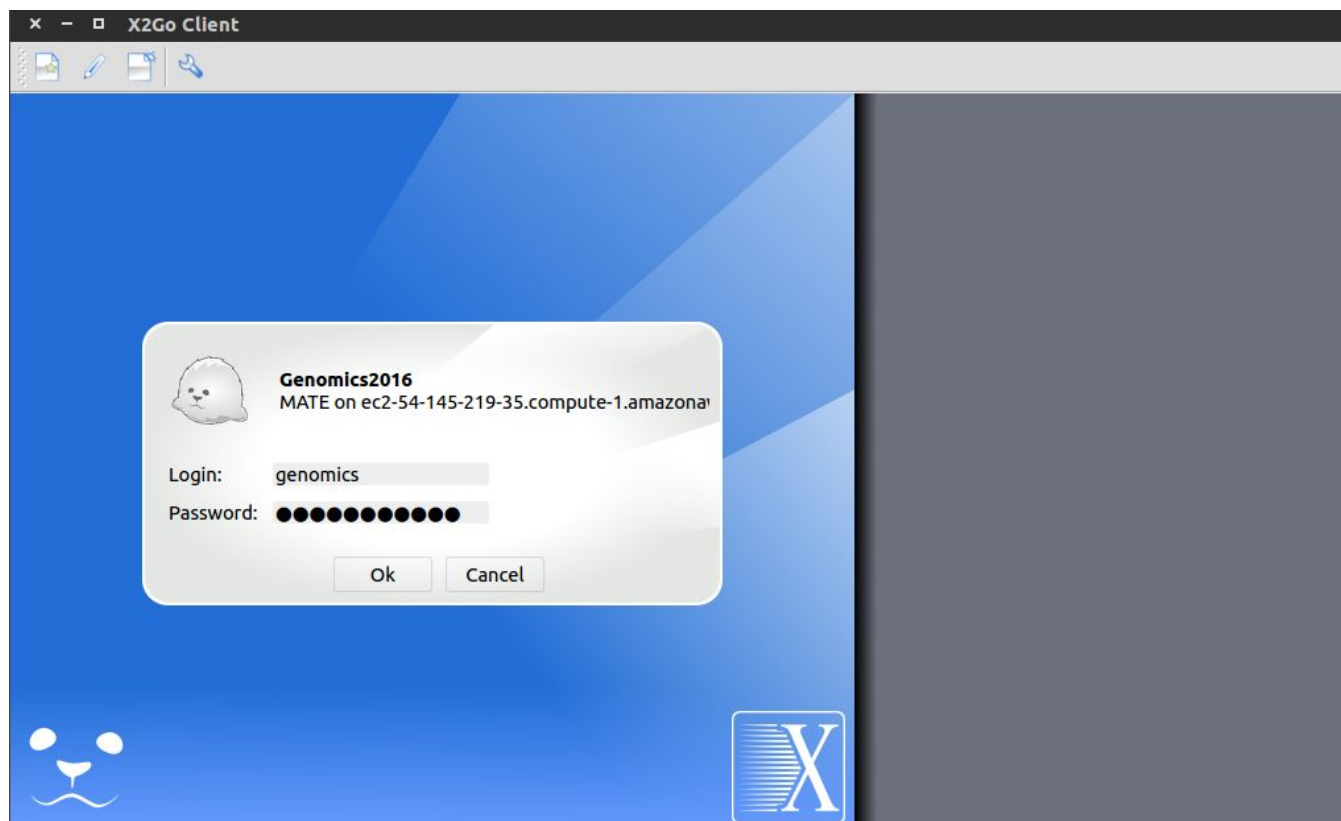 X2Go Client
Genomics2016
MATE on ec2-54-145-219-35.compute-1.amazona
Login: genomics
Password: ●●●●●●●●●●●
Ok Cancel
X